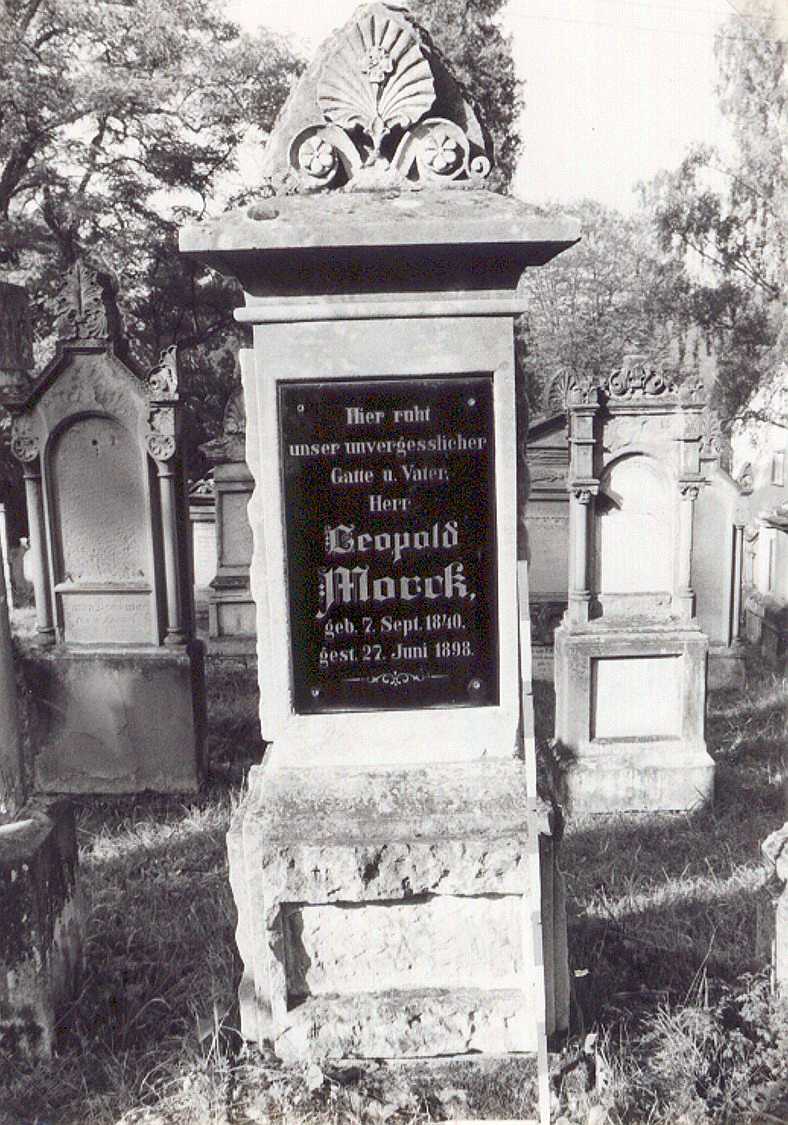 Hier ruht
unser unvergesslicher
Gatte u. Vater,
Herr
Leopold
Morck,
geb. 7. Sept. 1840.
gest. 27. Juni 1898.